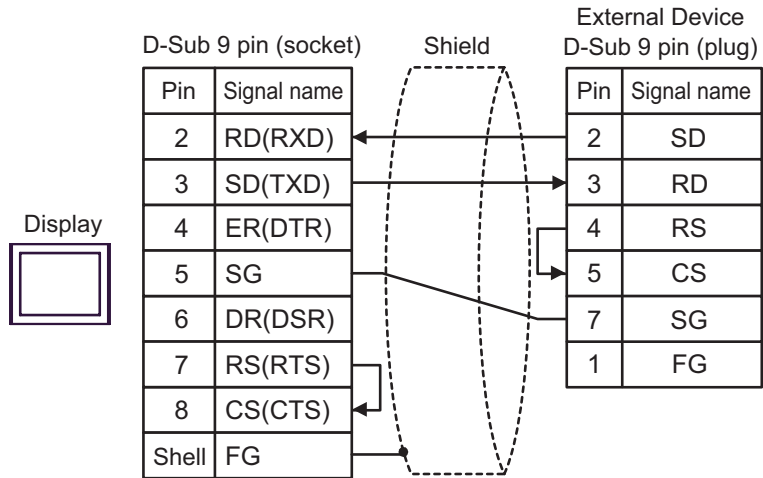 External Device
D-Sub 9 pin (socket) Shield D-Sub 9 pin (plug)
Pin Signal name Pin Signal name
2 RD(RXD) 2 SD
3 SD(TXD) 3 RD
Display 4 ER(DTR) 4 RS
5 SG 5 CS
6 DR(DSR) 7 SG
7 RS(RTS) 1 FG
8 CS(CTS)
Shell FG